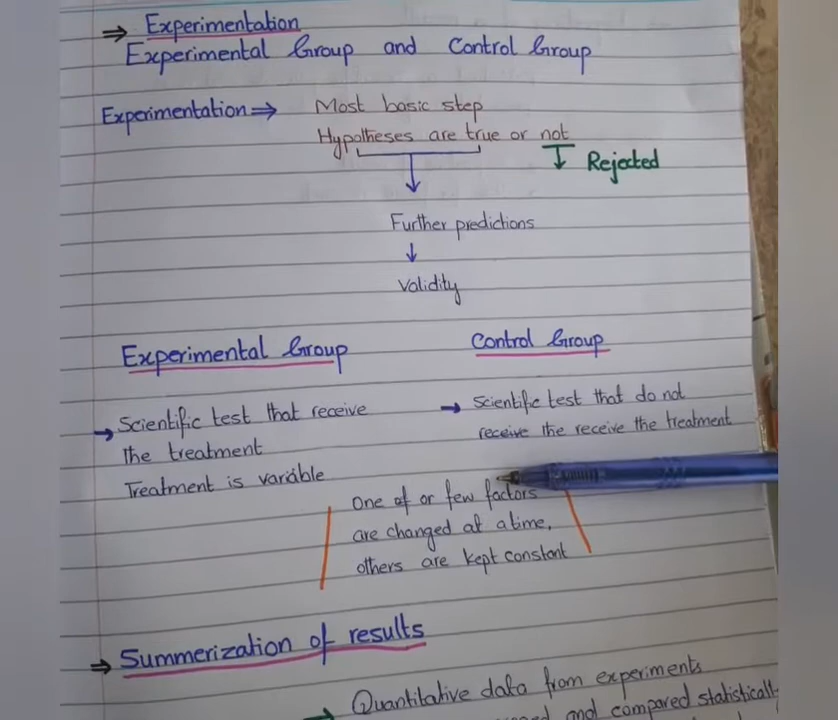 ⇒ Experimentation
Experimental Group and Control Group
Experimentation ⇒ Most basic step
Hypotheses are true or not
↓ Rejected
↓
Further predictions
↓
Validity
Experimental Group
Control Group
→ Scientific test that receive
the treatment
Treatment is variable
→ Scientific test that do not
receive the receive the treatment
One of or few factors
are changed at a time,
others are kept constant
⇒ Summerization of results
→ Quantitative data from experiments
and compared statistically